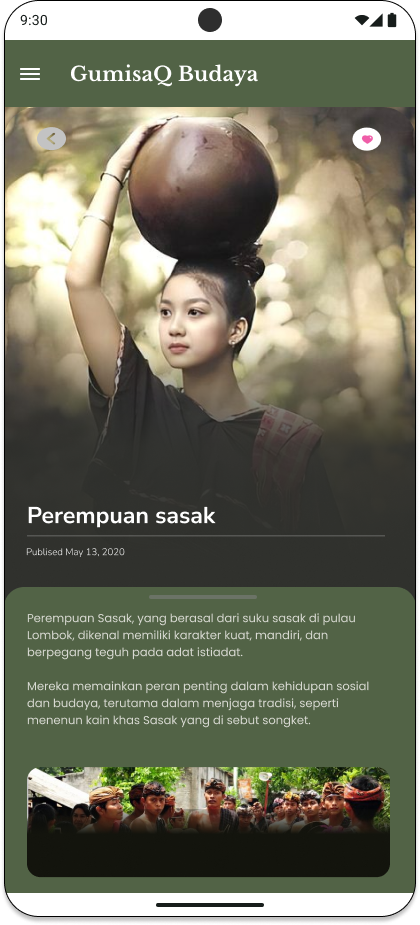 9:30
GumisaQ Budaya
Perempuan sasak
Publised May 13, 2020
Perempuan Sasak, yang berasal dari suku sasak di pulau
Lombok, dikenal memiliki karakter kuat, mandiri, dan
berpegang teguh pada adat istiadat.
Mereka memainkan peran penting dalam kehidupan sosial
dan budaya, terutama dalam menjaga tradisi, seperti
menenun kain khas Sasak yang di sebut songket.